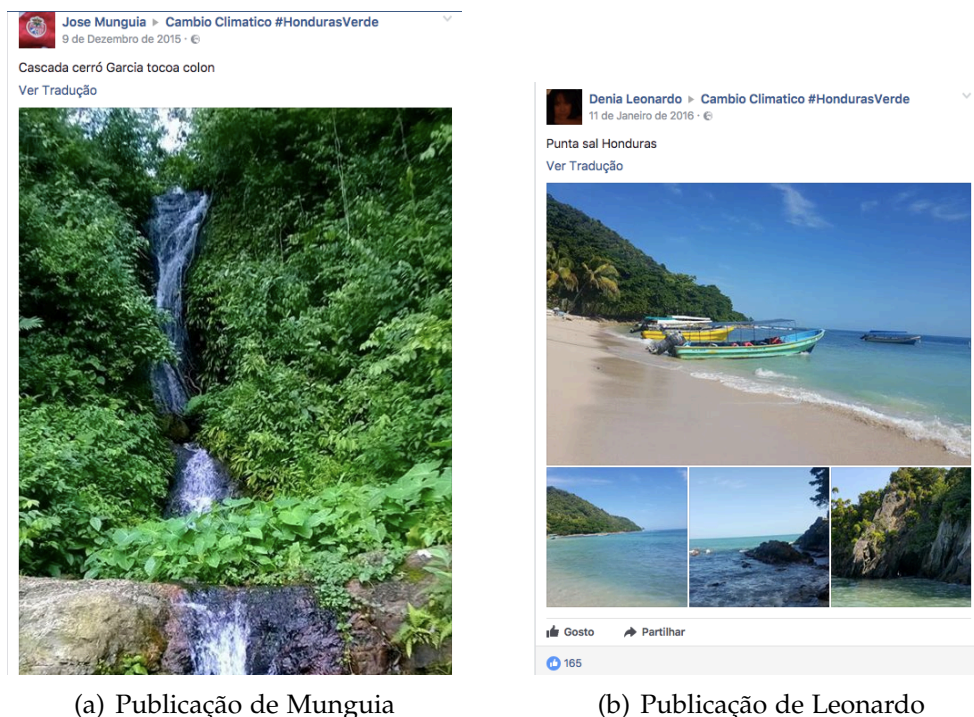 Jose Munguia ▸ Cambio Climatico #HondurasVerde
9 de Dezembro de 2015 ·
Cascada cerró Garcia tocoa colon
Ver Tradução
Denia Leonardo ▸ Cambio Climatico #HondurasVerde
11 de Janeiro de 2016 ·
Punta sal Honduras
Ver Tradução
Gosto Partilhar
165
(a) Publicação de Munguia
(b) Publicação de Leonardo